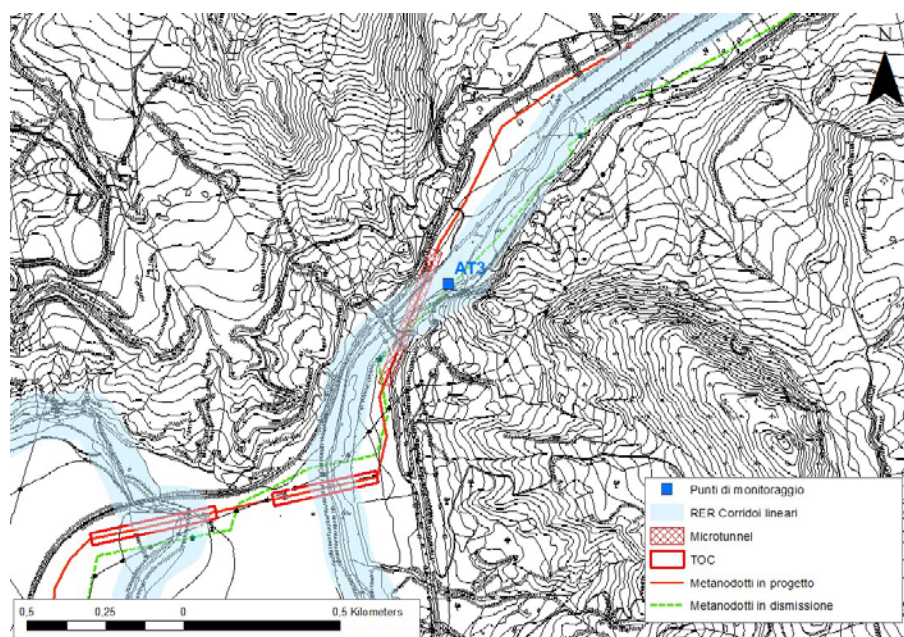 N
AT3
Punti di monitoraggio
RER Corridoi lineari
Microtunnel
TOC
Metanodotti in progetto
Metanodotti in dismissione
0,5 0,25 0 0,5 Kilometers